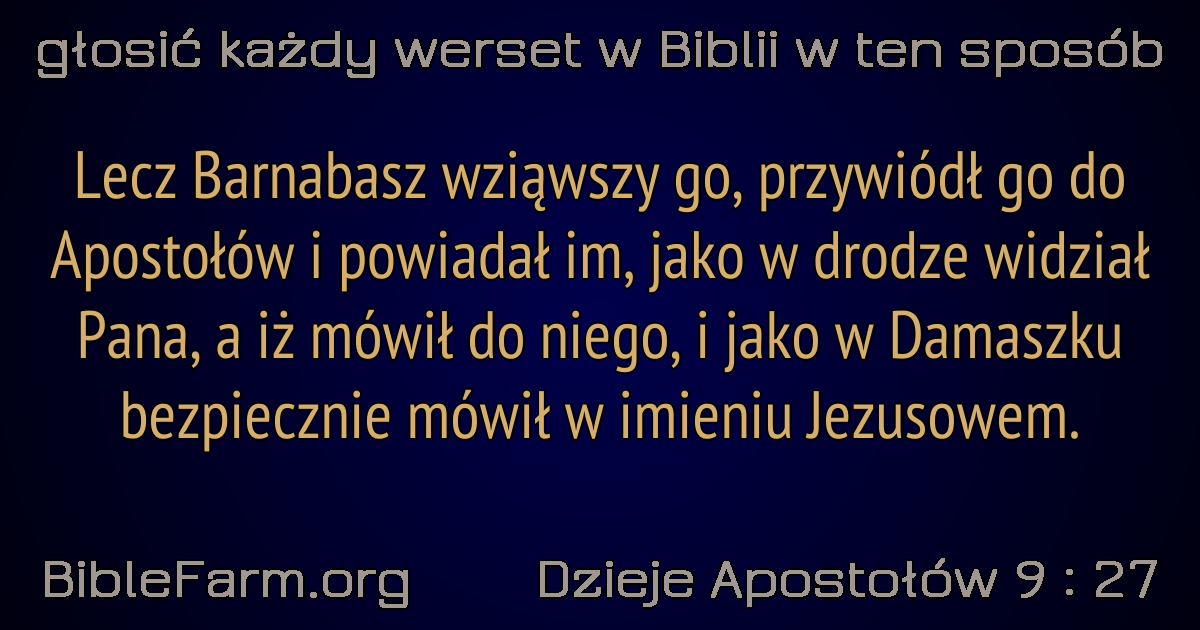 głosić każdy werset w Biblii w ten sposób
Lecz Barnabasz wziąwszy go, przywiódł go do
Apostołów i powiadał im, jako w drodze widział
Pana, a iż mówił do niego, i jako w Damaszku
bezpiecznie mówił w imieniu Jezusowem.
BibleFarm.org
Dzieje Apostołów 9 : 27